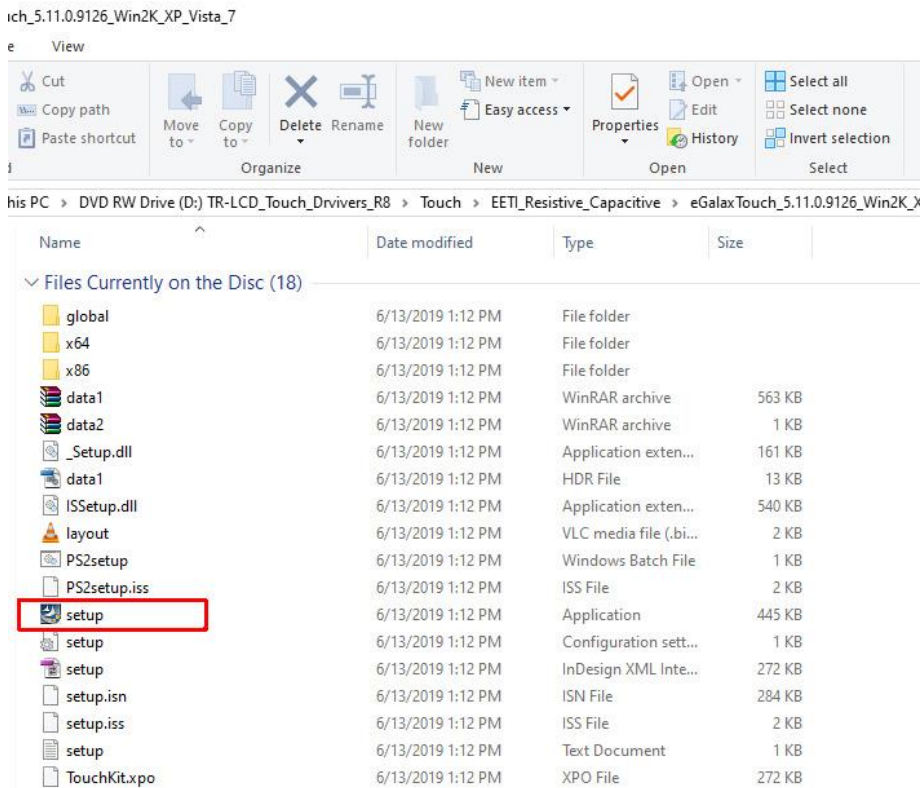 ıch_5.11.0.9126_Win2K_XP_Vista_7
e View
Cut
Copy path
Paste shortcut
Move to
Copy to
Delete
Rename
New folder
New item
Easy access
Properties
Open
Edit
History
Select all
Select none
Invert selection
Organize
New
Open
Select
his PC > DVD RW Drive (D:) TR-LCD_Touch_Drvivers_R8 > Touch > EETI_Resistive_Capacitive > eGalaxTouch_5.11.0.9126_Win2K_X
Name Date modified Type Size
Files Currently on the Disc (18)
global 6/13/2019 1:12 PM File folder
x64 6/13/2019 1:12 PM File folder
x86 6/13/2019 1:12 PM File folder
data1 6/13/2019 1:12 PM WinRAR archive 563 KB
data2 6/13/2019 1:12 PM WinRAR archive 1 KB
_Setup.dll 6/13/2019 1:12 PM Application exten... 161 KB
data1 6/13/2019 1:12 PM HDR File 13 KB
ISSetup.dll 6/13/2019 1:12 PM Application exten... 540 KB
layout 6/13/2019 1:12 PM VLC media file (.bi... 2 KB
PS2setup 6/13/2019 1:12 PM Windows Batch File 1 KB
PS2setup.iss 6/13/2019 1:12 PM ISS File 2 KB
setup 6/13/2019 1:12 PM Application 445 KB
setup 6/13/2019 1:12 PM Configuration sett... 1 KB
setup 6/13/2019 1:12 PM InDesign XML Inte... 272 KB
setup.isn 6/13/2019 1:12 PM ISN File 284 KB
setup.iss 6/13/2019 1:12 PM ISS File 2 KB
setup 6/13/2019 1:12 PM Text Document 1 KB
TouchKit.xpo 6/13/2019 1:12 PM XPO File 272 KB